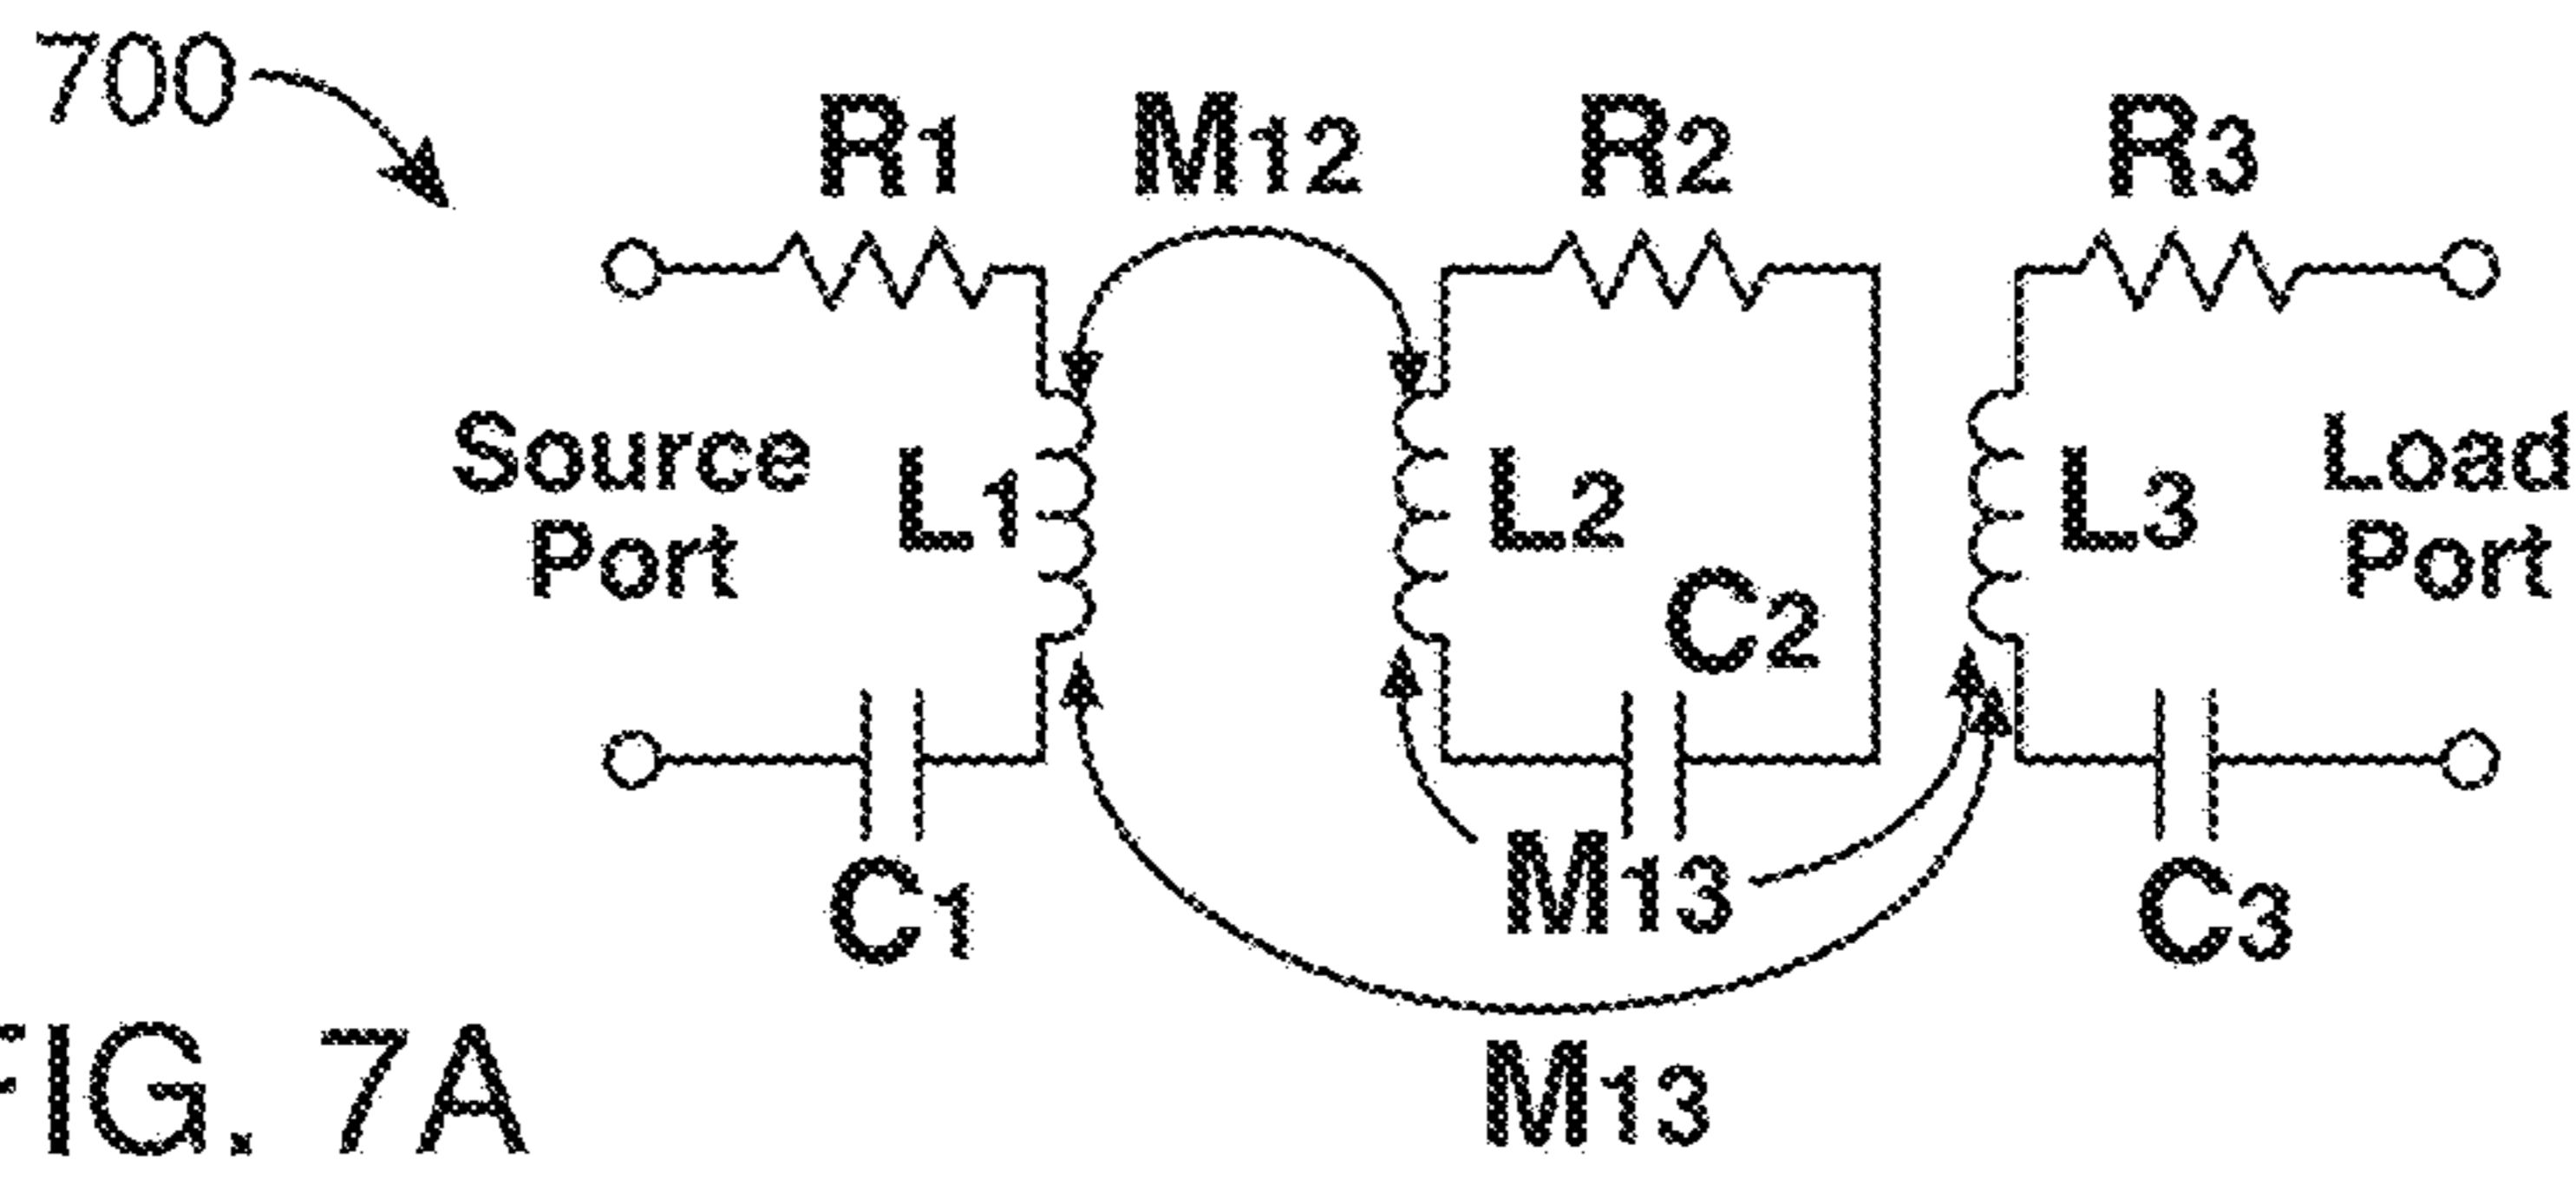 700
R1 M12 R2 R3
Source
Port
L1
L2
L3
Load
Port
C2
C1
M13
C3
M13
FIG. 7A